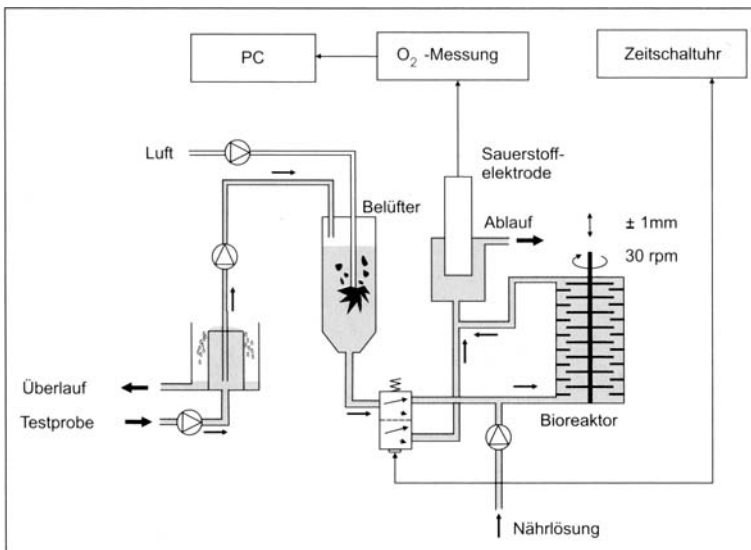 PC
O₂ -Messung
Zeitschaltuhr
Luft
Sauerstoff-
elektrode
Belüfter
Ablauf
± 1mm
30 rpm
Überlauf
Testprobe
Bioreaktor
Nährlösung